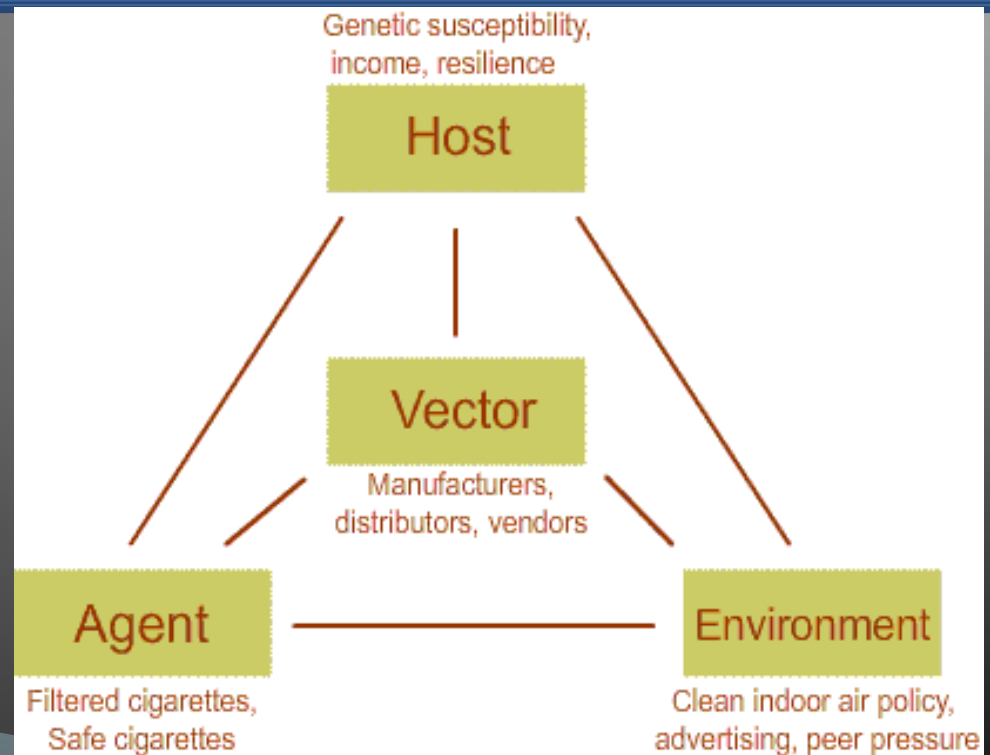 Genetic susceptibility,
income, resilience
Host
Vector
Manufacturers,
distributors, vendors
Agent
Environment
Filtered cigarettes,
Safe cigarettes
Clean indoor air policy,
advertising, peer pressure